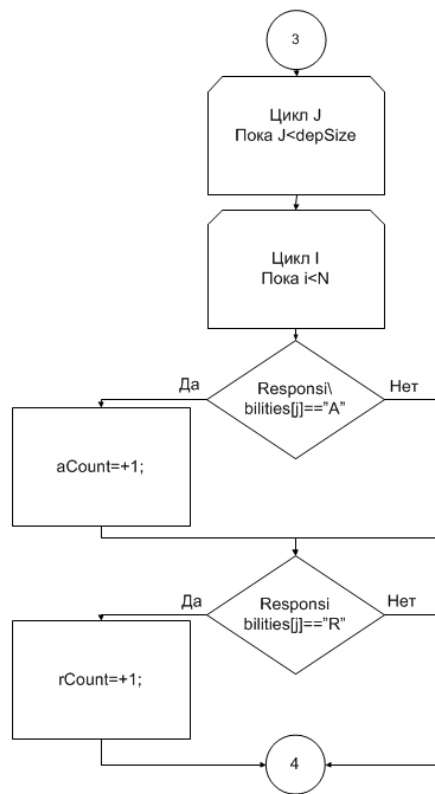 3
Цикл J
Пока J<depSize
Цикл I
Пока i<N
Да
Responsi\
bilities[j]=="A"
Нет
aCount=+1;
Да
Responsi
bilities[j]=="R"
Нет
rCount=+1;
4